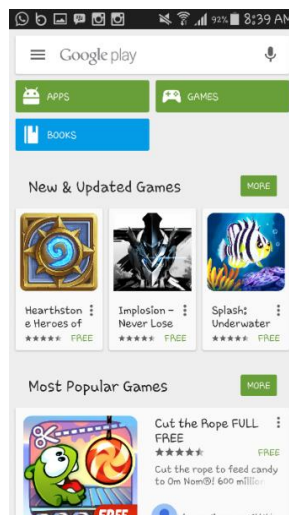 92% 8:39 AM
Google play
APPS
GAMES
BOOKS
New & Updated Games
MORE
Hearthston
e Heroes of
FREE
Implosion -
Never Lose
FREE
Splash:
Underwater
FREE
Most Popular Games
MORE
Cut the Rope FULL
FREE
FREE
Cut the rope to feed candy
to Om Nom®! 600 million
FREE